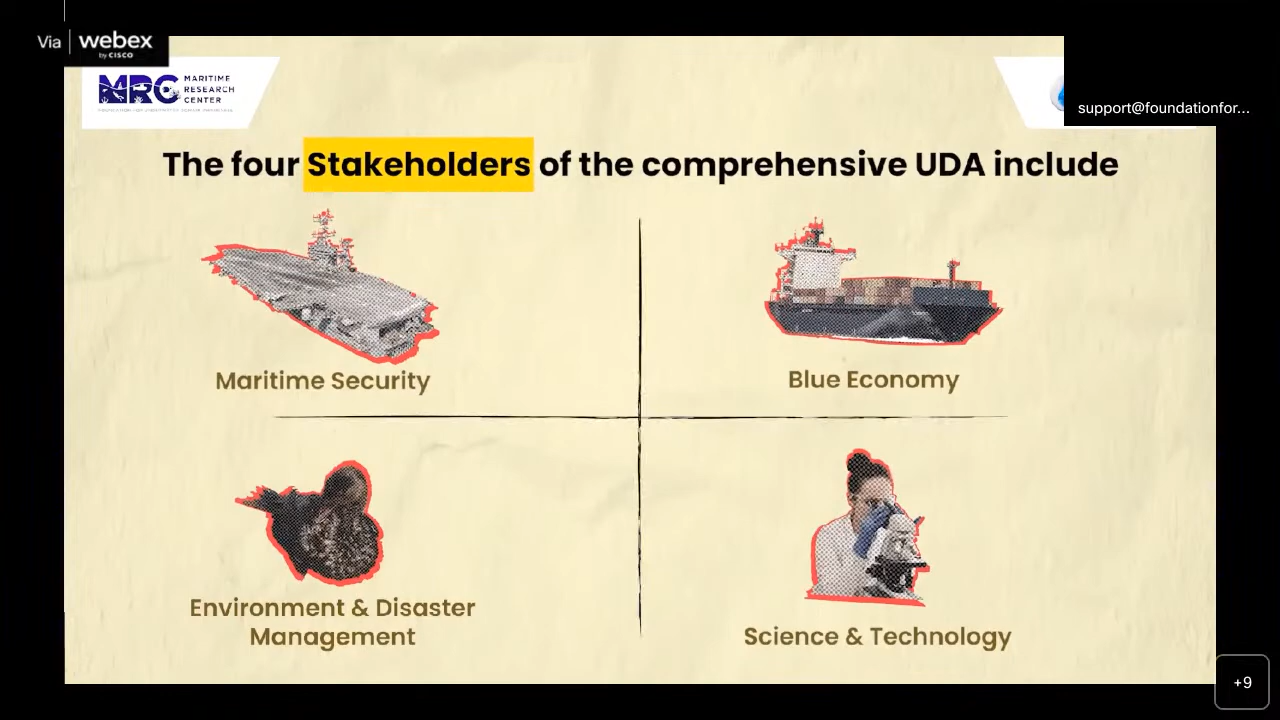 Via webex
by CISCO
MRC MARITIME
RESEARCH
CENTER
support@foundationfor...
The four Stakeholders of the comprehensive UDA include
Maritime Security
Blue Economy
Environment & Disaster
Management
Science & Technology
+9